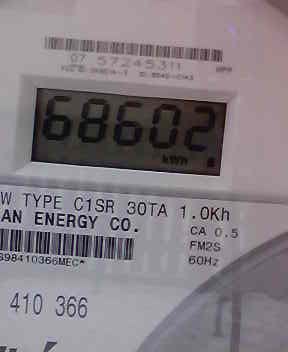 07 57245311
68602
kWh
W TYPE C1SR 30TA 1.0Kh
AN ENERGY CO.
CA 0.5
FM2S
60Hz
S98410366MEC*
410 366